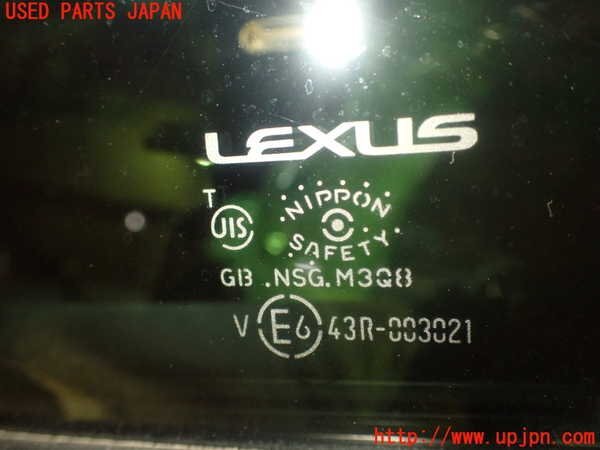 USED PARTS JAPAN
LEXUS
T JIS NIPPON SAFETY
GB .NSG.M3Q8
V E6 43R-003021
http://www.upjpn.com/